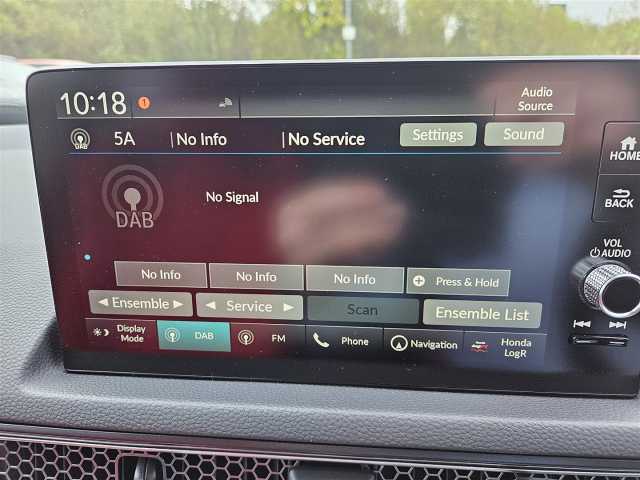 10:18
1
Audio
Source
DAB
5A
No Info
No Service
Settings
Sound
HOME
DAB
No Signal
BACK
VOL
AUDIO
No Info
No Info
No Info
Press & Hold
Ensemble
Service
Scan
Ensemble List
Display
Mode
DAB
FM
Phone
Navigation
Honda
LogR